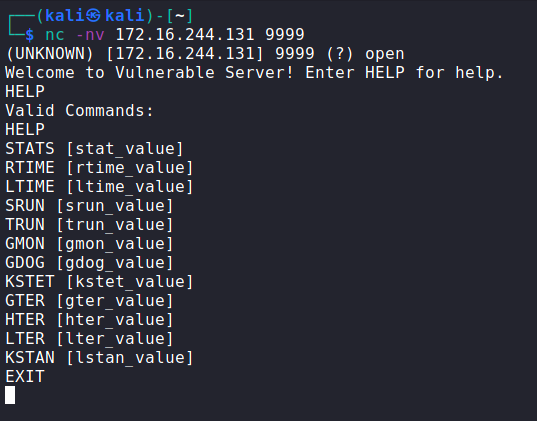 ┌──(kali㉿kali)-[~]
└─$ nc -nv 172.16.244.131 9999
(UNKNOWN) [172.16.244.131] 9999 (?) open
Welcome to Vulnerable Server! Enter HELP for help.
HELP
Valid Commands:
HELP
STATS [stat_value]
RTIME [rtime_value]
LTIME [ltime_value]
SRUN [srun_value]
TRUN [trun_value]
GMON [gmon_value]
GDOG [gdog_value]
KSTET [kstet_value]
GTER [gter_value]
HTER [hter_value]
LTER [lter_value]
KSTAN [lstan_value]
EXIT